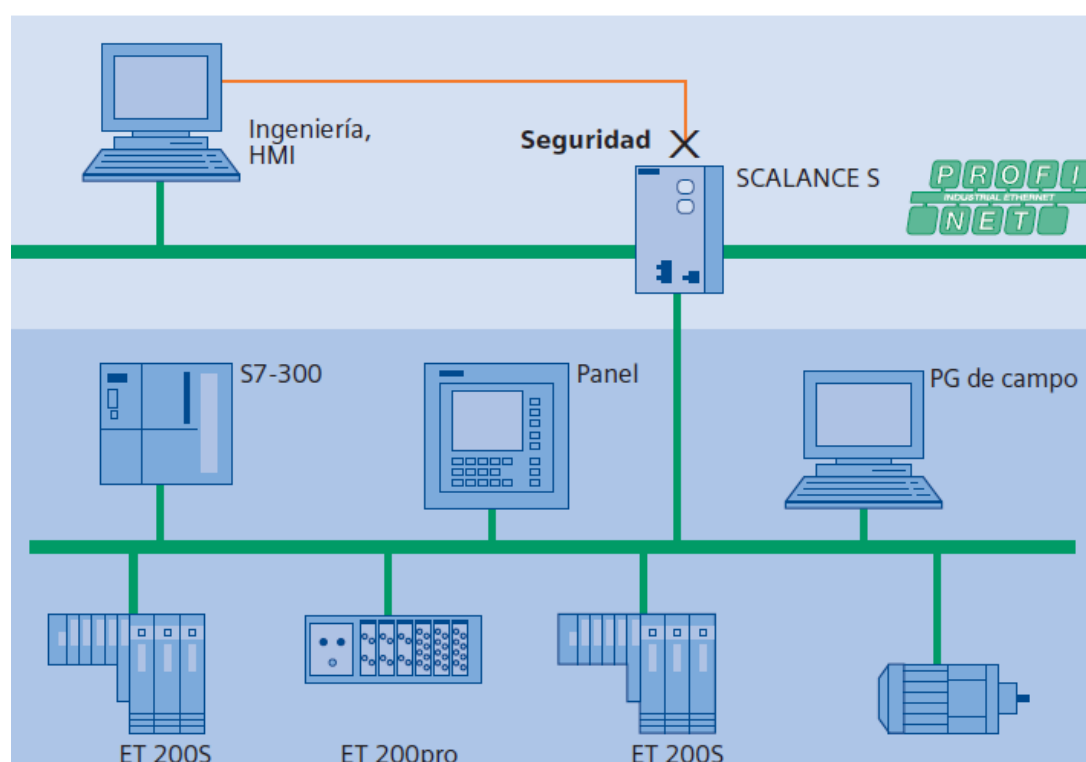 Ingeniería,
HMI
Seguridad
SCALANCE S
PROFI
INDUSTRIAL ETHERNET
NET
S7-300
Panel
PG de campo
ET 200S
ET 200pro
ET 200S